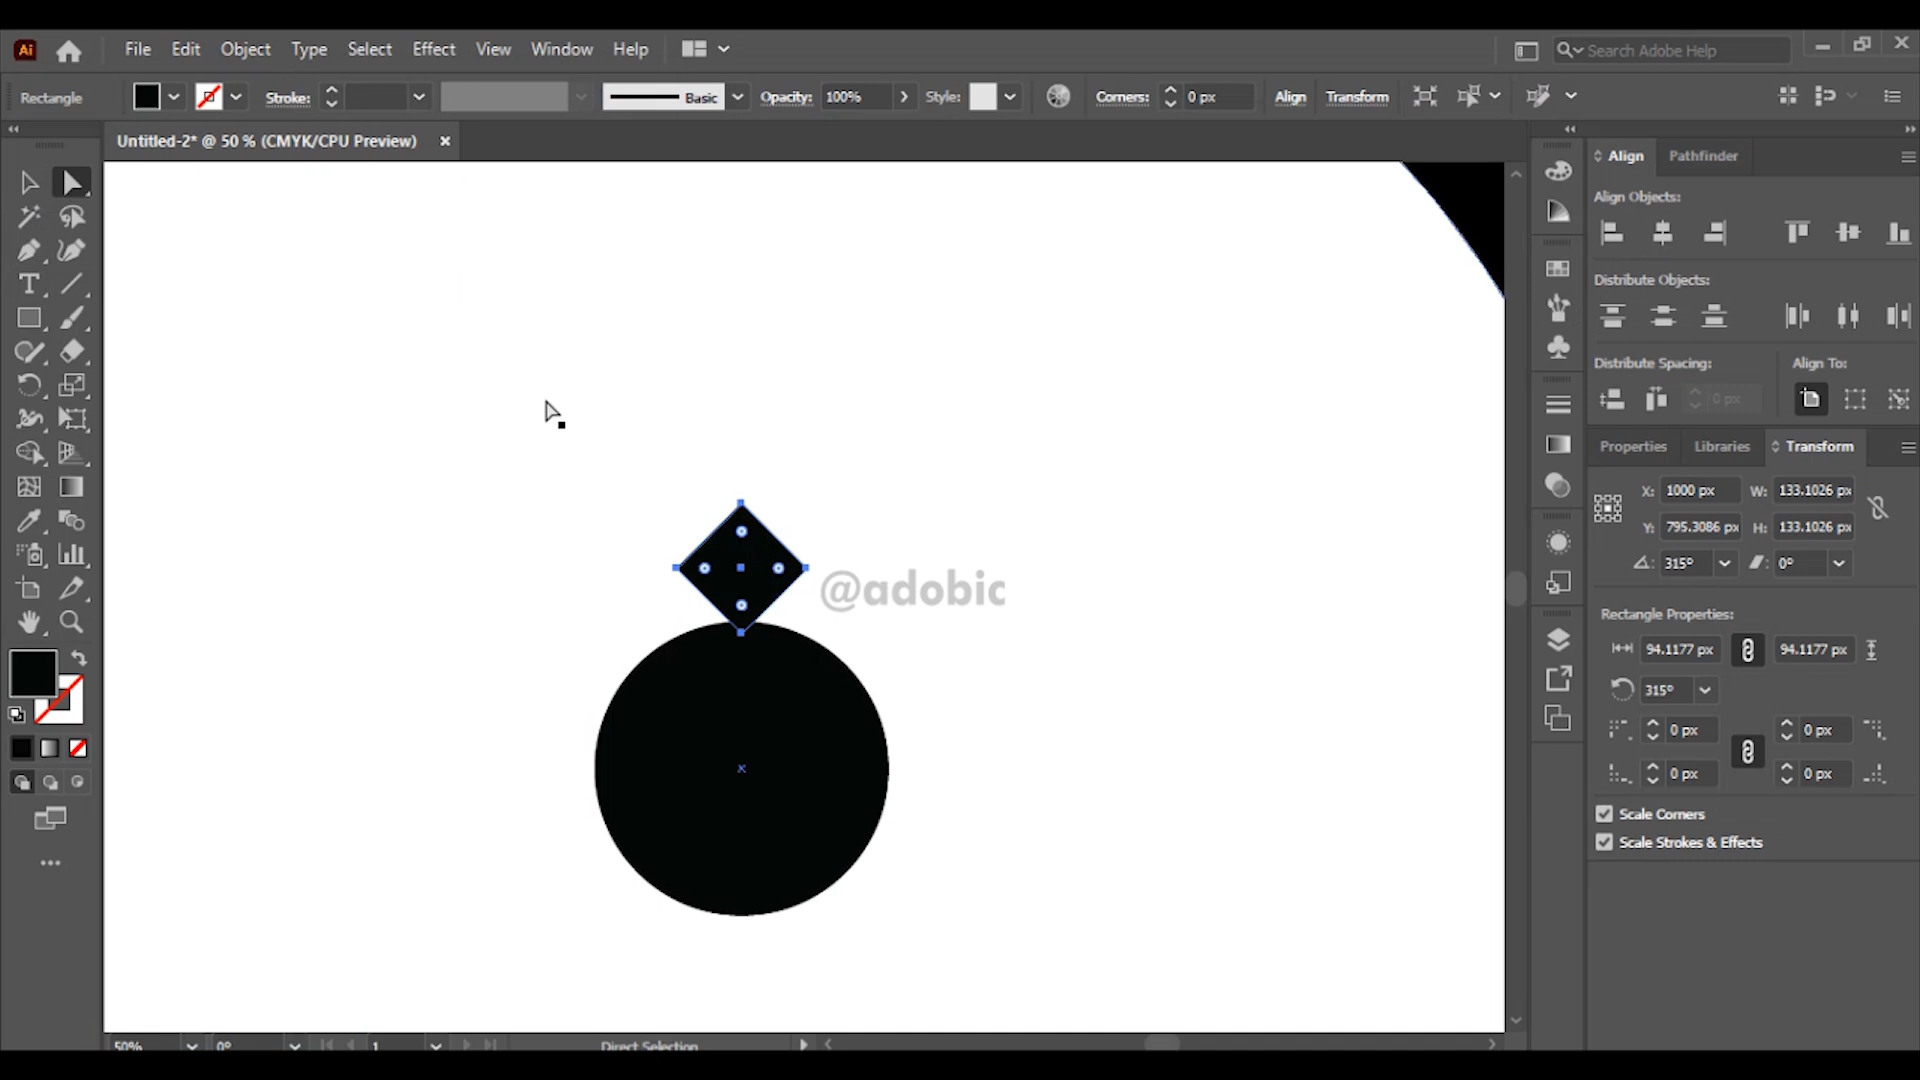 Ai File Edit Object Type Select Effect View Window Help Search Adobe Help
Rectangle Stroke: Basic Opacity: 100% Style: Corners: 0 px Align Transform
Untitled-2* @ 50 % (CMYK/CPU Preview) ×
Align Pathfinder
Align Objects:
Distribute Objects:
Distribute Spacing: Align To:
0 px
Properties Libraries Transform
X: 1000 px W: 133.1026 px
Y: 795.3086 px H: 133.1026 px
315° 0°
@adobic
Rectangle Properties:
94.1177 px 94.1177 px
315°
0 px 0 px
0 px 0 px
Scale Corners
Scale Strokes & Effects
50% 0° 1 Direct Selection